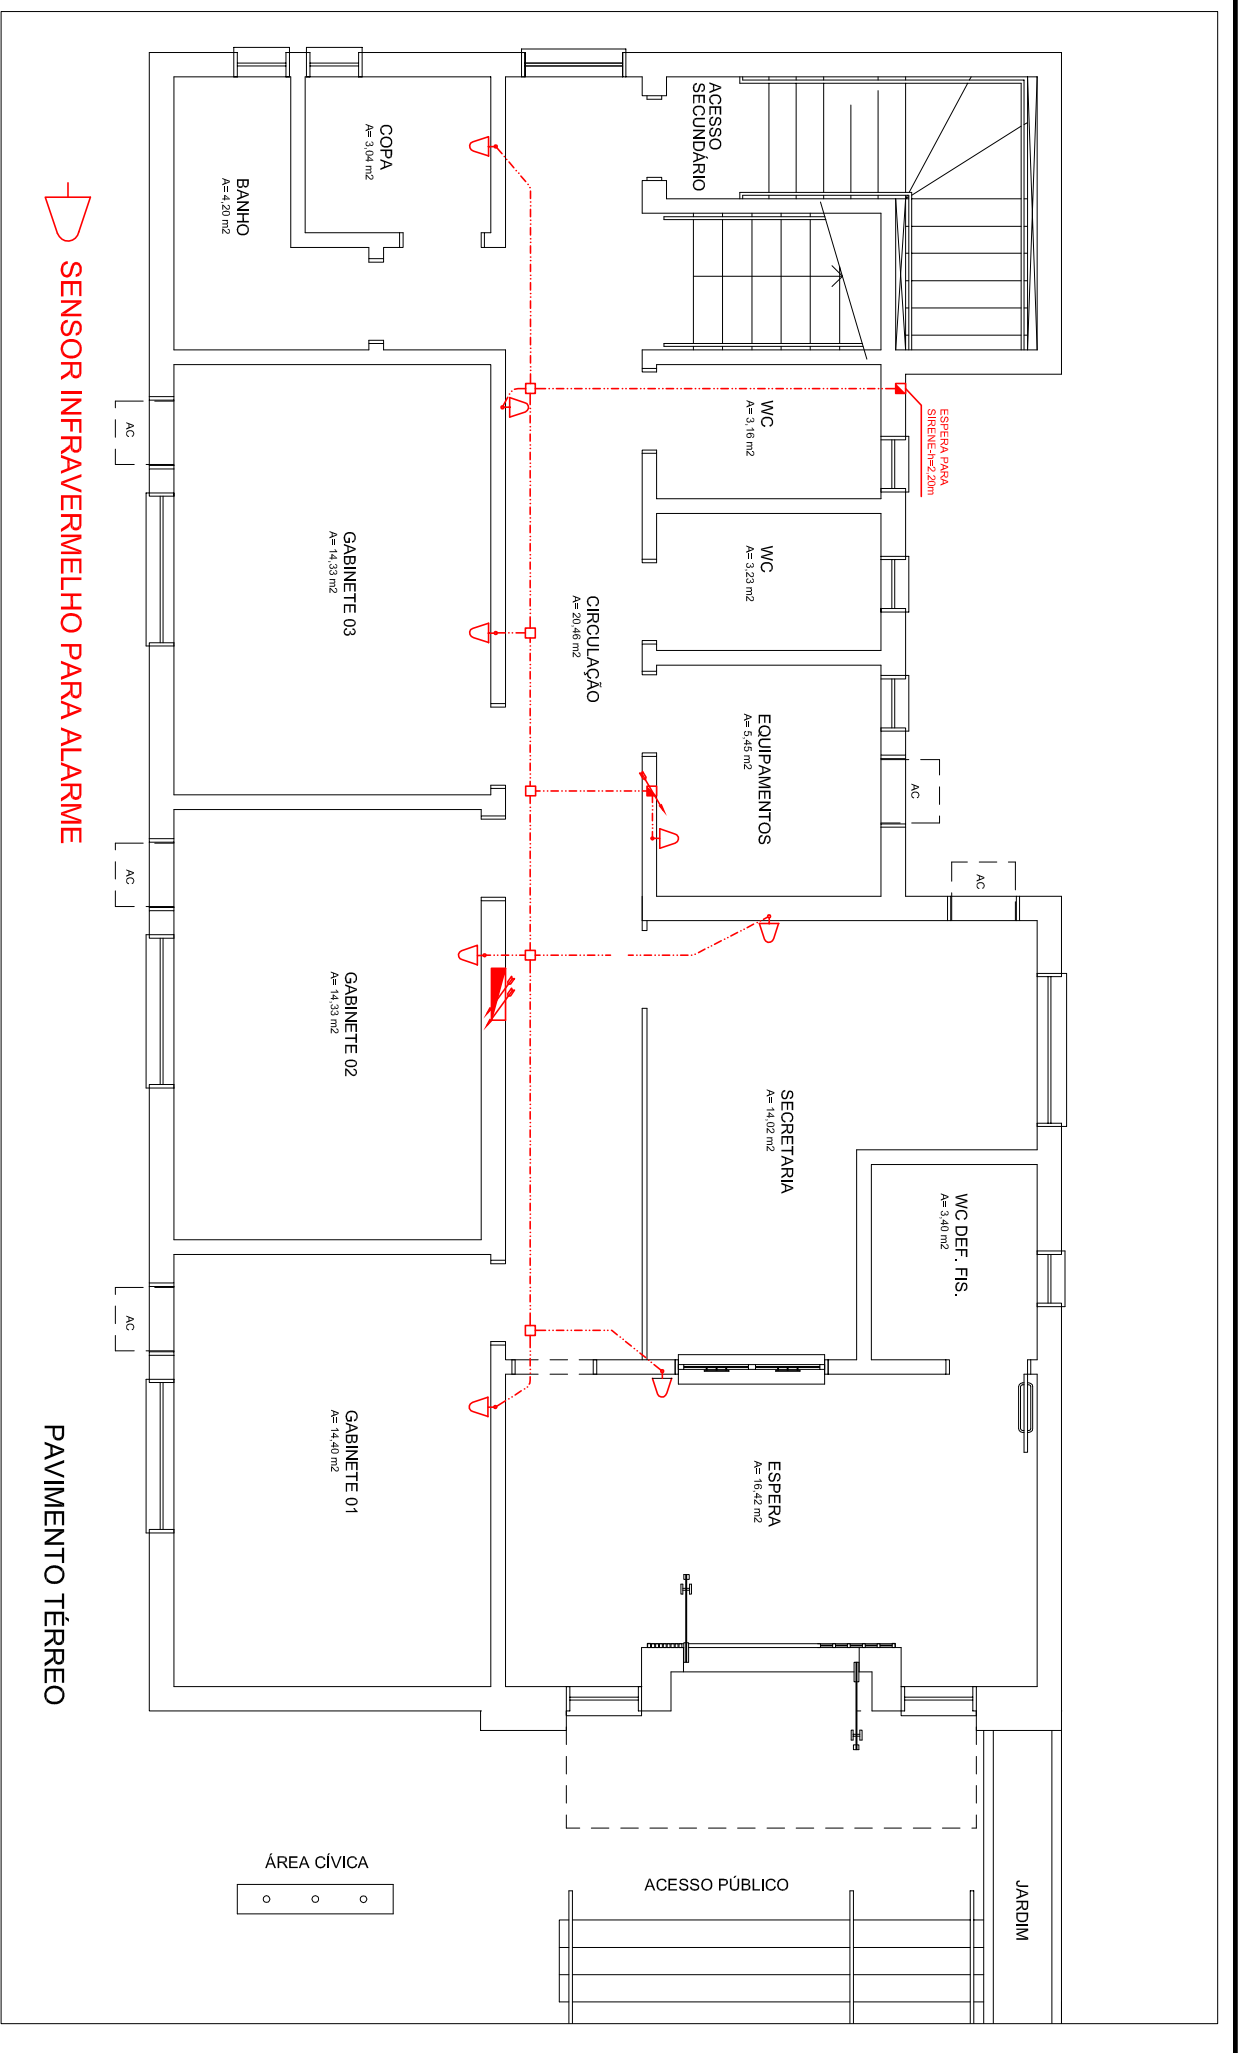 ACESSO
SECUNDÁRIO
COPA
A= 3,04 m2
BANHO
A= 4,20 m2
SENSOR INFRAVERMELHO PARA ALARME
ESPERA PARA
SIRENE-h=2,20m
WC
A= 3,16 m2
AC
GABINETE 03
A= 14,33 m2
WC
A= 3,23 m2
CIRCULAÇÃO
A= 20,46 m2
EQUIPAMENTOS
A= 5,45 m2
AC
AC
AC
GABINETE 02
A= 14,33 m2
SECRETARIA
A= 14,02 m2
WC DEF. FIS.
A= 3,40 m2
AC
GABINETE 01
A= 14,40 m2
ESPERA
A= 16,42 m2
PAVIMENTO TÉRREO
ÁREA CÍVICA
ACESSO PÚBLICO
JARDIM